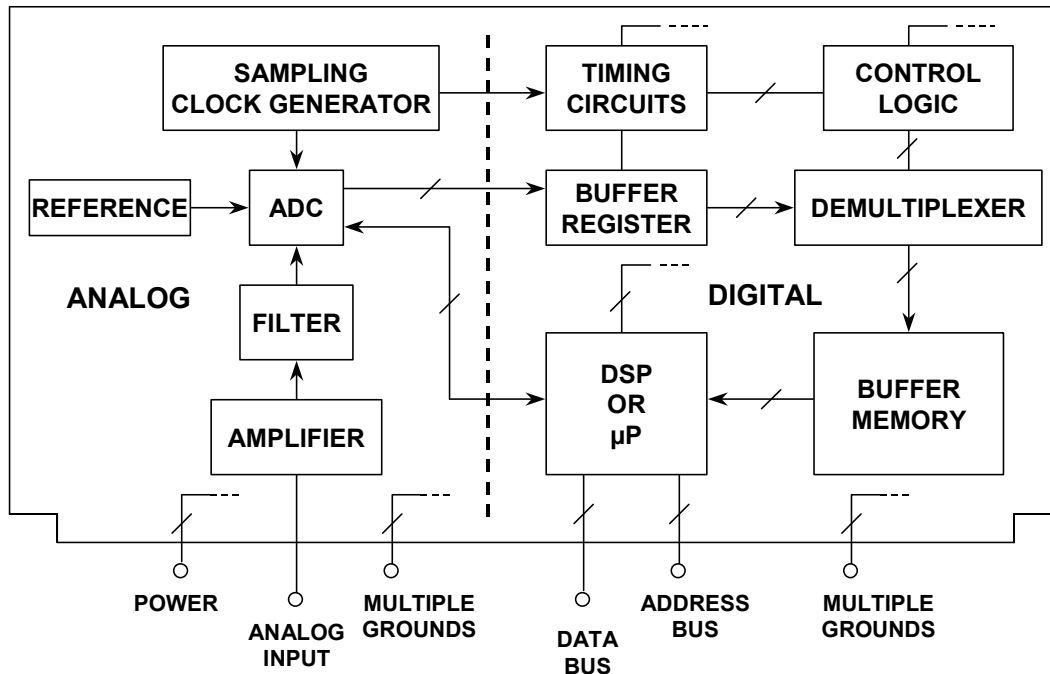 SAMPLING
CLOCK GENERATOR
TIMING
CIRCUITS
CONTROL
LOGIC
REFERENCE
ADC
BUFFER
REGISTER
DEMULTIPLEXER
ANALOG
DIGITAL
FILTER
DSP
OR
µP
BUFFER
MEMORY
AMPLIFIER
POWER
ANALOG
INPUT
MULTIPLE
GROUNDS
DATA
BUS
ADDRESS
BUS
MULTIPLE
GROUNDS